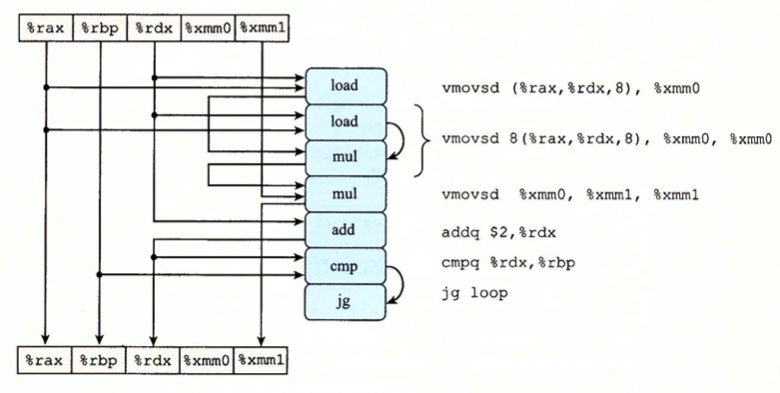 %rax %rbp %rdx %xmm0 %xmm1
load vmovsd (%rax,%rdx,8), %xmm0
load
vmovsd 8(%rax,%rdx,8), %xmm0, %xmm0
mul
mul vmovsd %xmm0, %xmm1, %xmm1
add addq $2,%rdx
cmp cmpq %rdx,%rbp
jg jg loop
%rax %rbp %rdx %xmm0 %xmm1